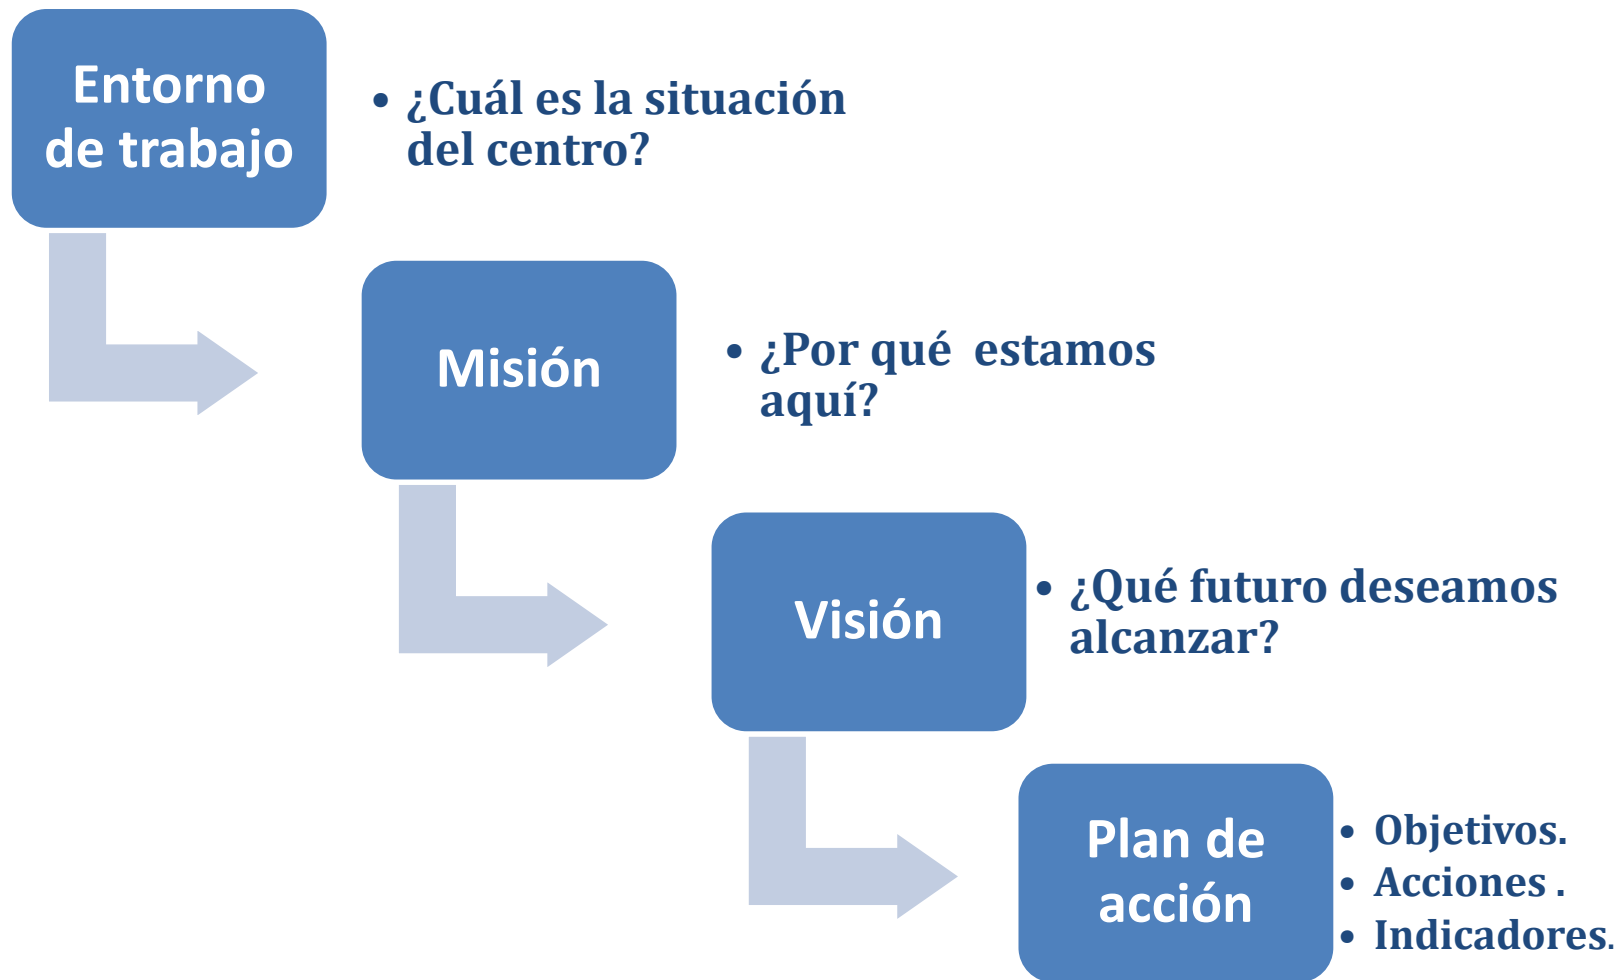 Entorno
de trabajo
• ¿Cuál es la situación
del centro?
Misión
• ¿Por qué  estamos
aquí?
Visión
• ¿Qué futuro deseamos
alcanzar?
Plan de
acción
• Objetivos.
• Acciones .
• Indicadores.